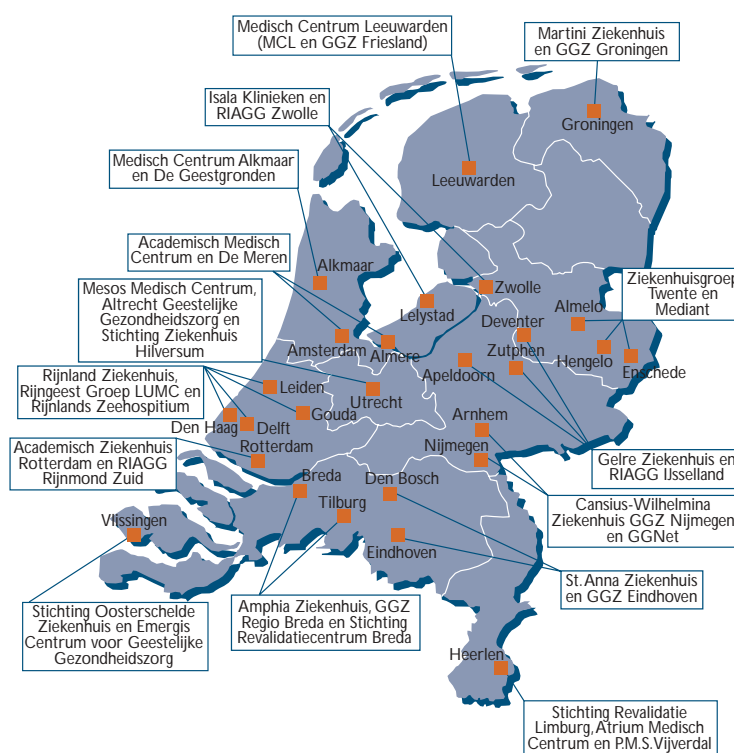 Medisch Centrum Leeuwarden
(MCL en GGZ Friesland)
Martini Ziekenhuis
en GGZ Groningen
Isala Klinieken en
RIAGG Zwolle
Groningen
Medisch Centrum Alkmaar
en De Geestgronden
Leeuwarden
Academisch Medisch
Centrum en De Meren
Alkmaar
Mesos Medisch Centrum,
Altrecht Geestelijke
Gezondheidszorg en
Stichting Ziekenhuis
Hilversum
Zwolle
Lelystad
Ziekenhuisgroep
Twente en
Mediant
Almelo
Deventer
Amsterdam
Almere
Zutphen
Hengelo
Enschede
Apeldoorn
Rijnland Ziekenhuis,
Rijngeest Groep LUMC en
Rijnlands Zeehospitium
Leiden
Utrecht
Gouda
Den Haag
Delft
Arnhem
Rotterdam
Nijmegen
Academisch Ziekenhuis
Rotterdam en RIAGG
Rijnmond Zuid
Gelre Ziekenhuis en
RIAGG IJsselland
Breda
Den Bosch
Tilburg
Cansius-Wilhelmina
Ziekenhuis GGZ Nijmegen
en GGNet
Vlissingen
Eindhoven
St. Anna Ziekenhuis
en GGZ Eindhoven
Stichting Oosterschelde
Ziekenhuis en Emergis
Centrum voor Geestelijke
Gezondheidszorg
Amphia Ziekenhuis, GGZ
Regio Breda en Stichting
Revalidatiecentrum Breda
Heerlen
Stichting Revalidatie
Limburg, Atrium Medisch
Centrum en P.M.S. Vijverdal